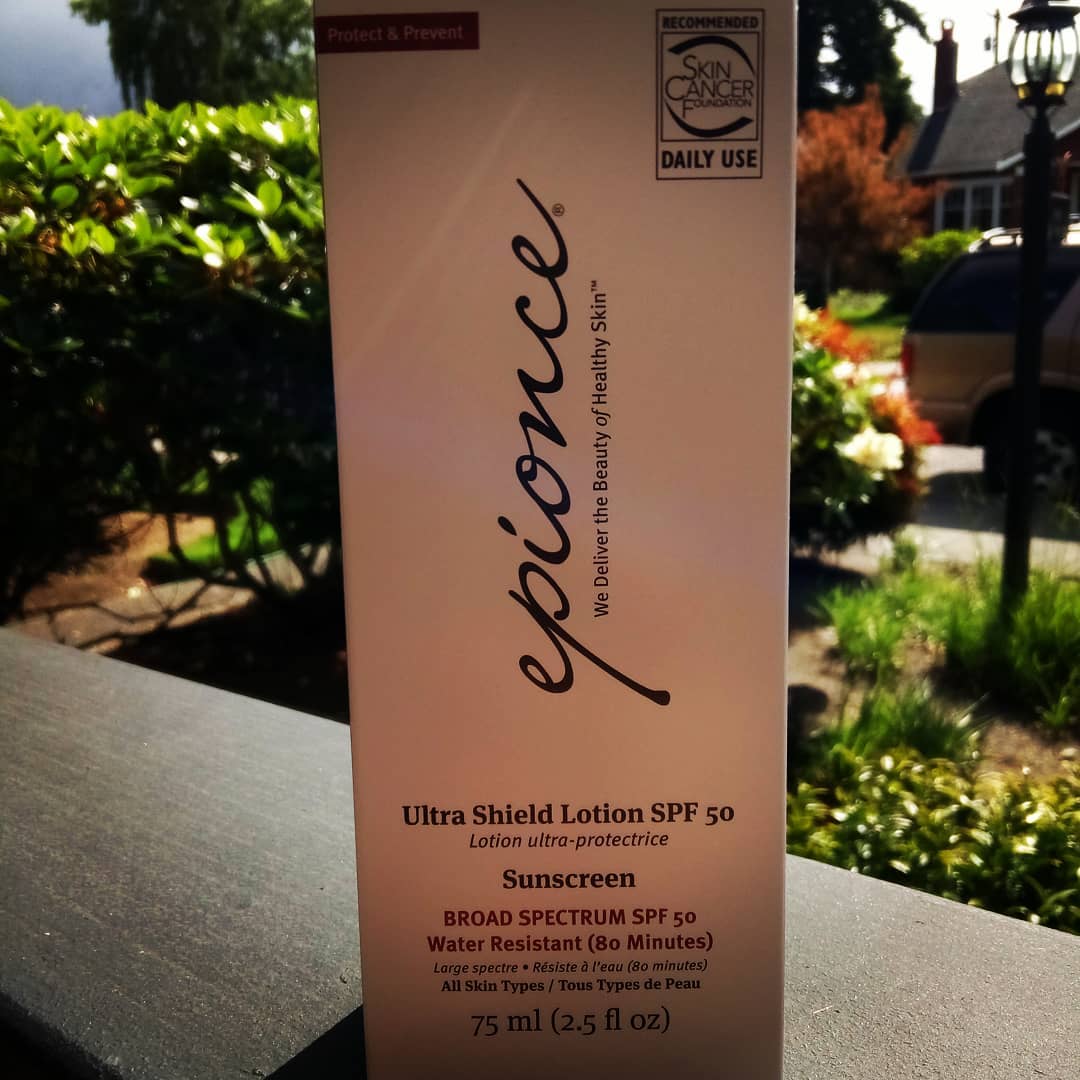 Protect & Prevent
RECOMMENDED
SKIN
CANCER
FOUNDATION
DAILY USE
epionce®
We Deliver the Beauty of Healthy Skin™
Ultra Shield Lotion SPF 50
Lotion ultra-protectrice
Sunscreen
BROAD SPECTRUM SPF 50
Water Resistant (80 Minutes)
Large spectre • Résiste à l'eau (80 minutes)
All Skin Types / Tous Types de Peau
75 ml (2.5 fl oz)